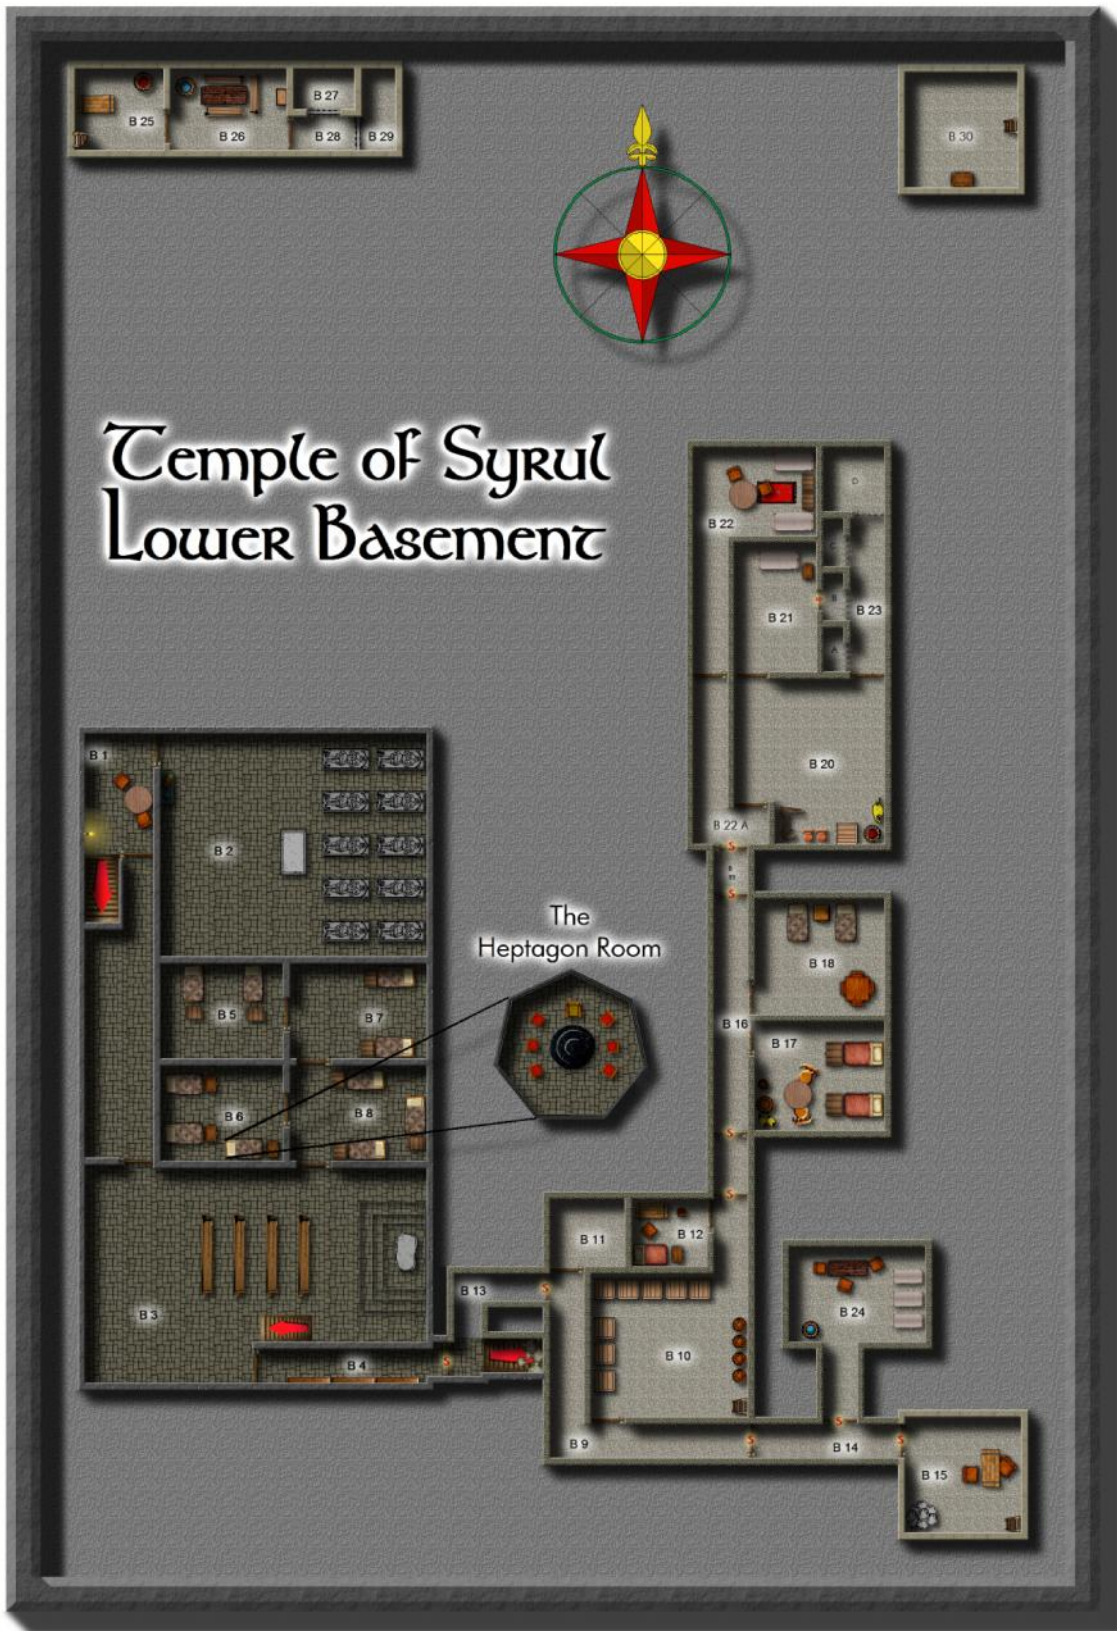 B 25
B 26
B 27
B 28
B 29
B 30
Temple of Syrul
Lower Basement
B 22
D
B 21
B
B 23
A
B 20
B 22 A
B 1
B 2
The
Heptagon Room
B 18
B 5
B 7
B 16
B 17
B 6
B 8
S
S
S
S
B 11
B 12
B 13
S
B 3
B 24
B 4
S
B 10
S
B 9
S
B 14
S
B 15